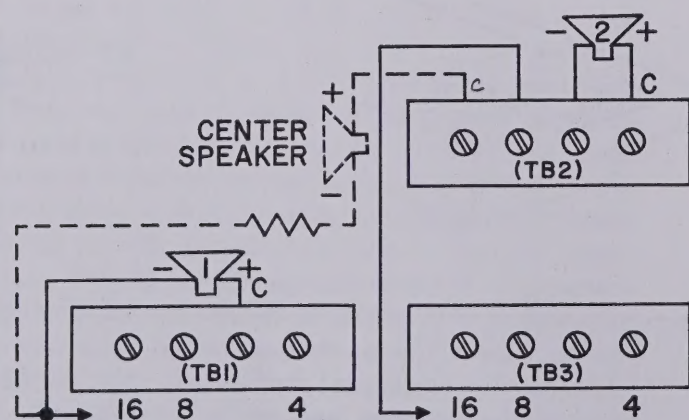 - 2 +
c C
+
CENTER
SPEAKER
-
(TB2)
- 1 +
C
(TB1) (TB3)
16 8 4 16 8 4